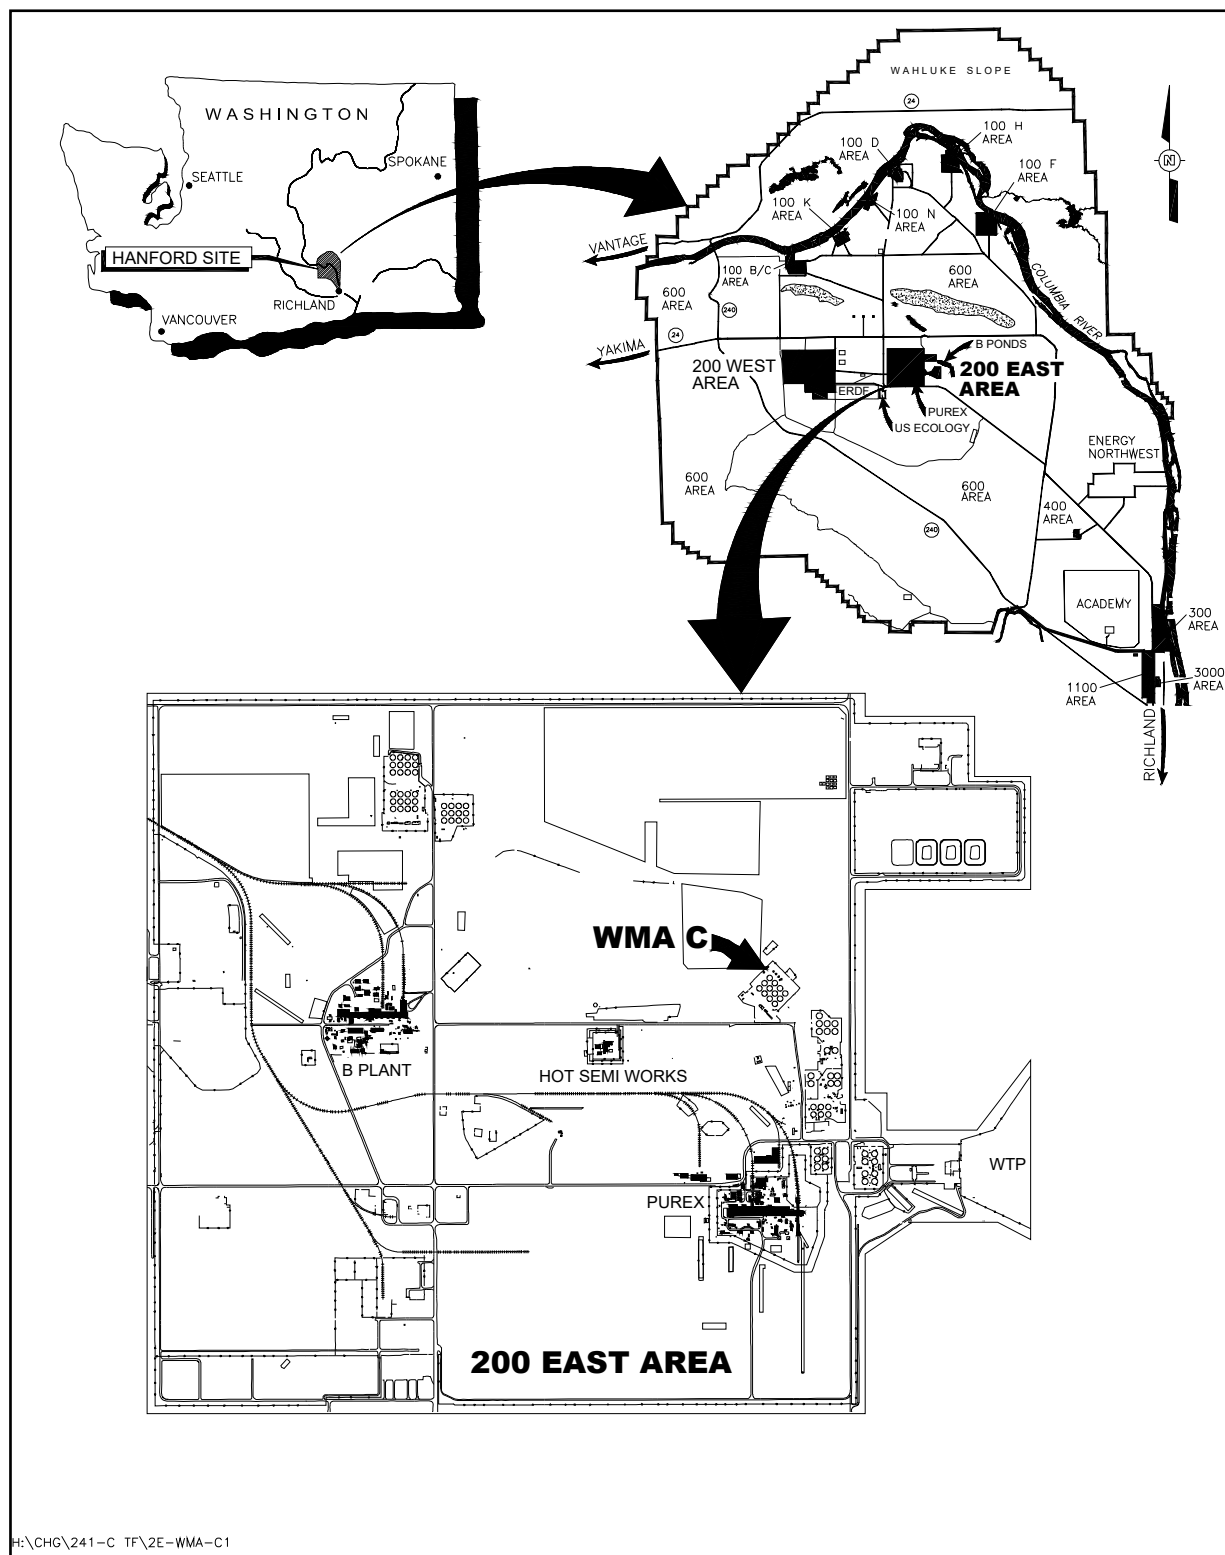 WAHLUKE SLOPE
24
WASHINGTON
SPOKANE
SEATTLE
HANFORD SITE
RICHLAND
VANCOUVER
100 D
AREA
100 H
AREA
100 F
AREA
N
100 K
AREA
100 N
AREA
VANTAGE
100 B/C
AREA
600
AREA
600
AREA
COLUMBIA RIVER
240
24
YAKIMA
B PONDS
200 WEST
AREA
200 EAST
AREA
ERDF
PUREX
US ECOLOGY
ENERGY
NORTHWEST
600
AREA
600
AREA
400
AREA
240
ACADEMY
300
AREA
3000
AREA
1100
AREA
RICHLAND
WMA C
B PLANT
HOT SEMI WORKS
WTP
PUREX
200 EAST AREA
H:\CHG\241-C TF\2E-WMA-C1